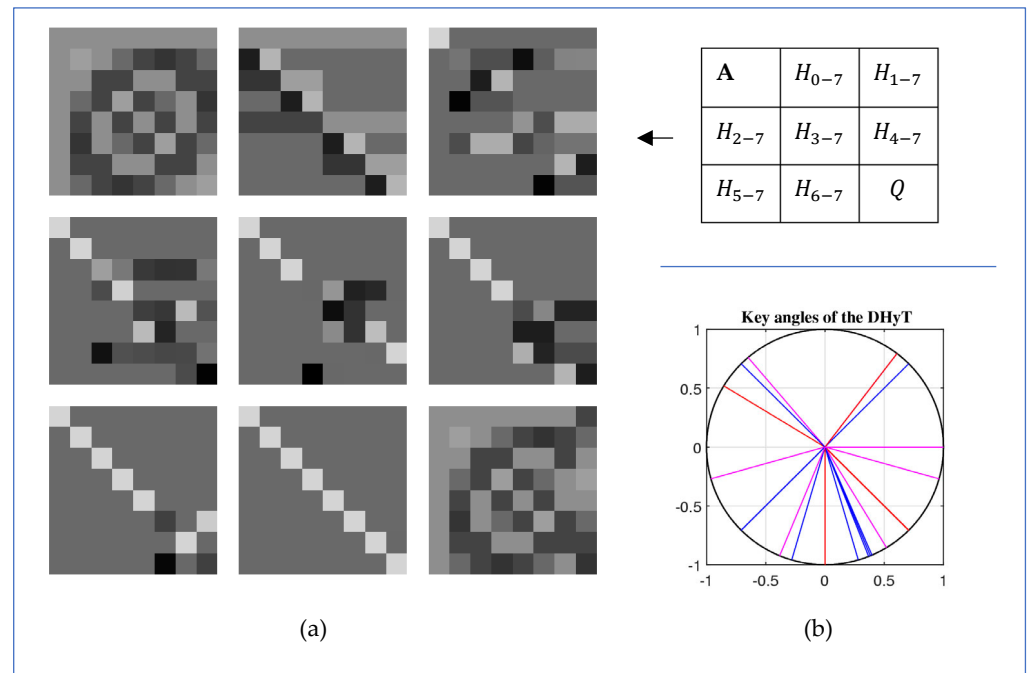 A H₀₋₇ H₁₋₇
H₂₋₇ H₃₋₇ H₄₋₇
H₅₋₇ H₆₋₇ Q
Key angles of the DHyT
1
0.5
0
-0.5
-1
-1 -0.5 0 0.5 1
(a) (b)